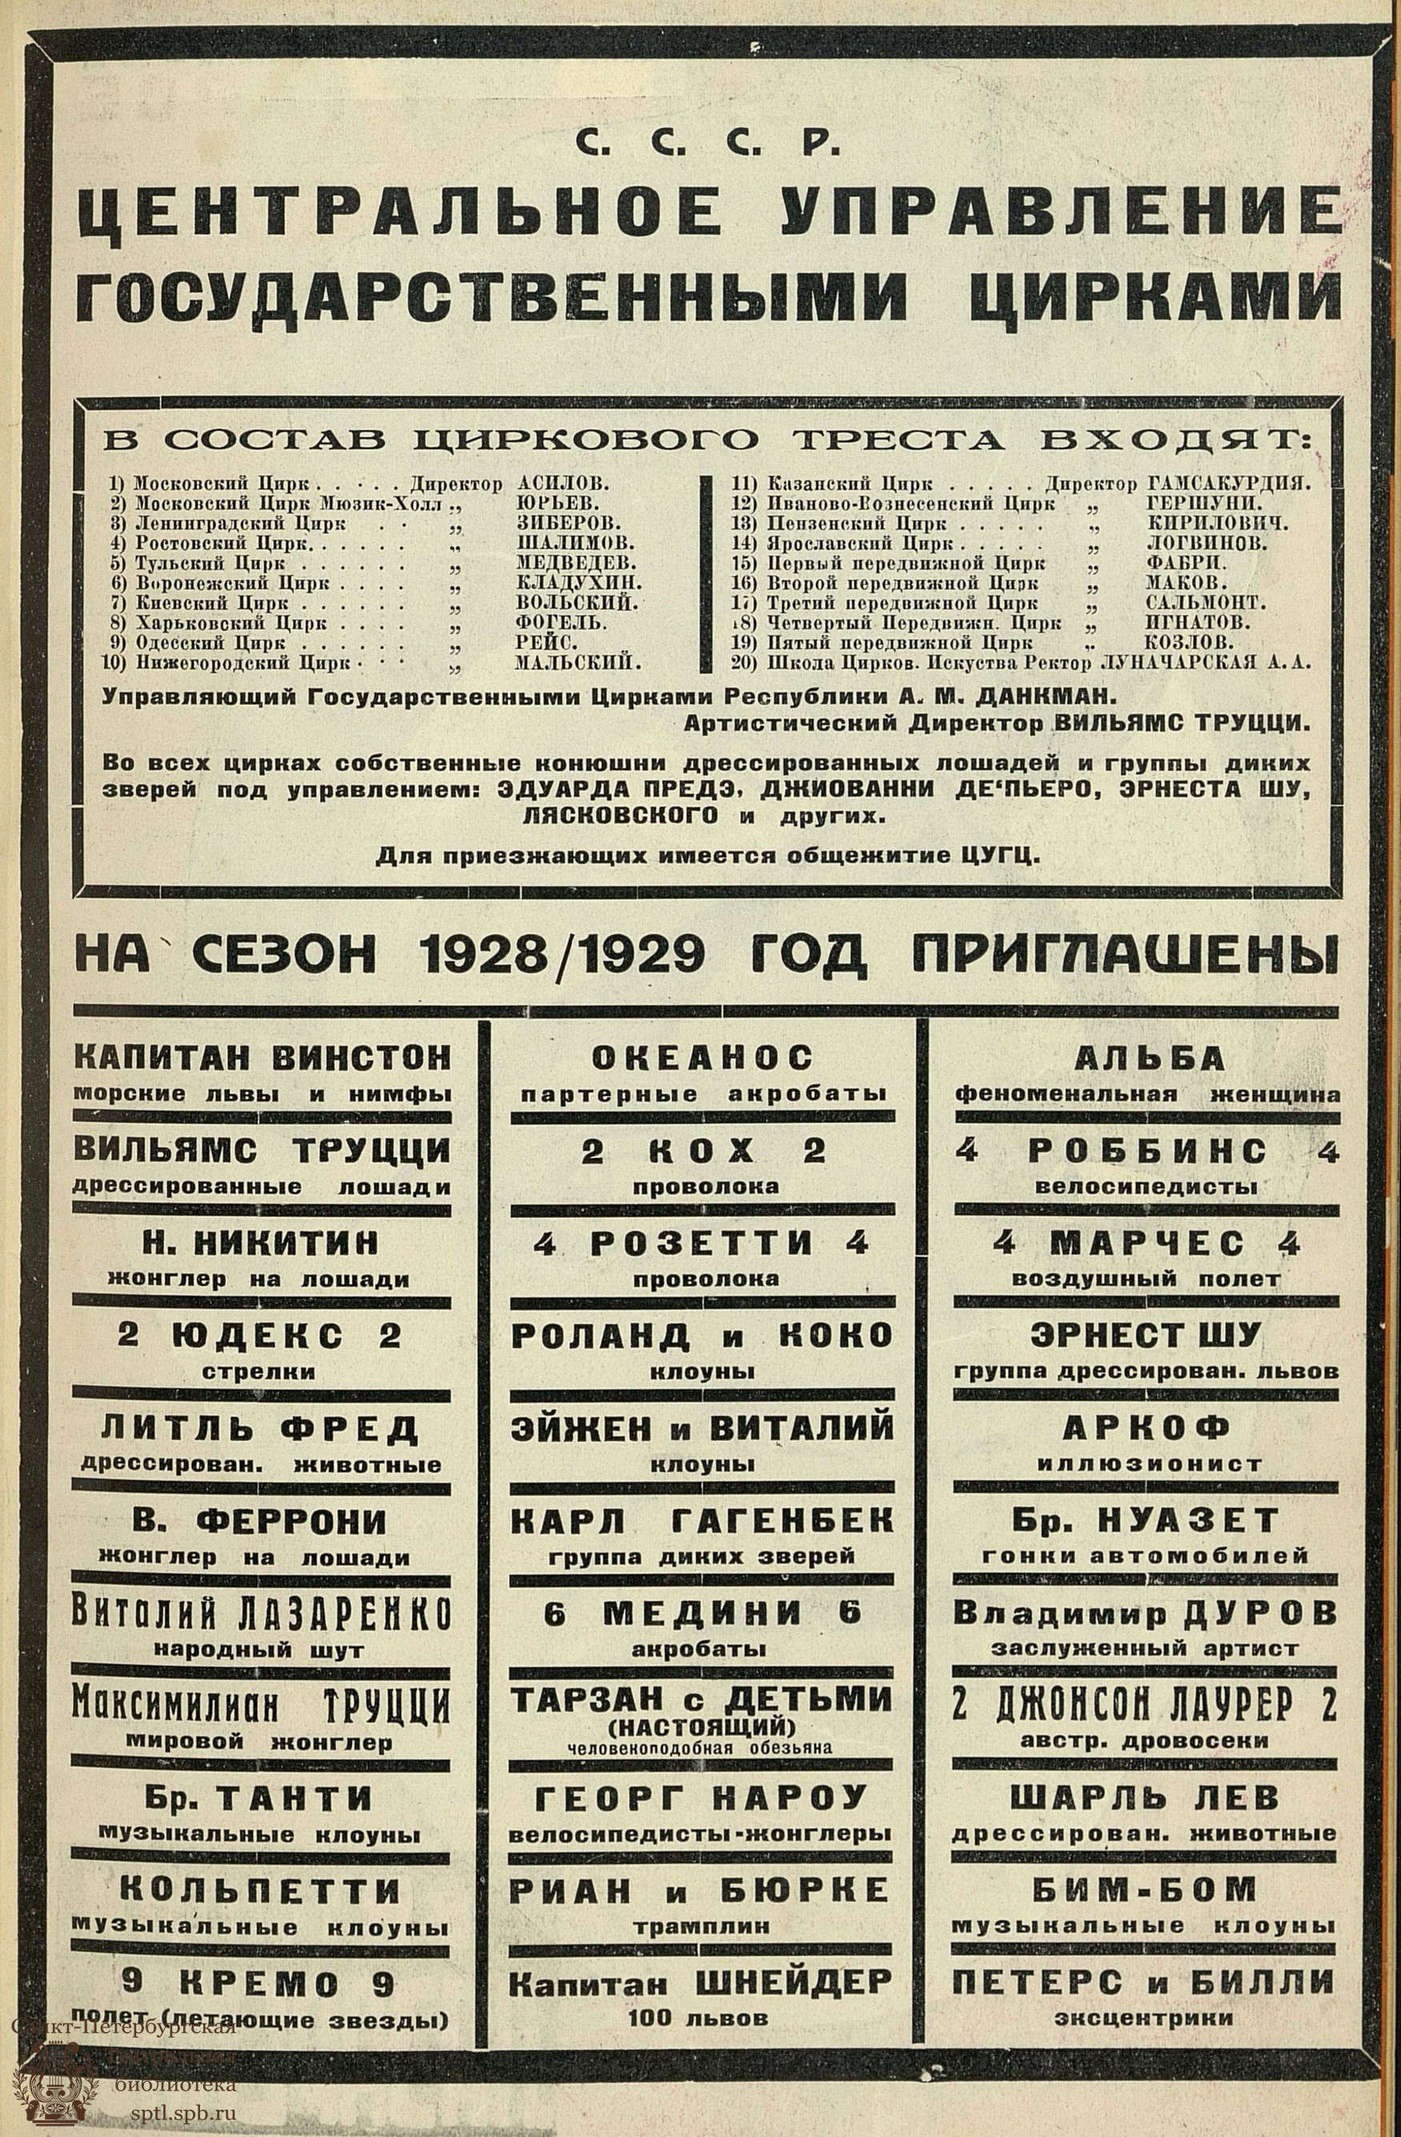 С. С. С. Р.
ЦЕНТРАЛЬНОЕ УПРАВЛЕНИЕ
ГОСУДАРСТВЕННЫМИ ЦИРКАМИ
В СОСТАВ ЦИРКОВОГО ТРЕСТА ВХОДЯТ:
1) Московский Цирк . . . . . Директор АСИЛОВ.
2) Московский Цирк Мюзик-Холл . „ ЮРЬЕВ.
3) Ленинградский Цирк . . „ ЗИБЕРОВ.
4) Ростовский Цирк. . . . . . „ ШАЛИМОВ.
5) Тульский Цирк . . . . . . „ МЕДВЕДЕВ.
6) Воронежский Цирк . . . . „ КЛАДУХИН.
7) Киевский Цирк . . . . . . „ ВОЛЬСКИЙ.
8) Харьковский Цирк . . . . „ ФОГЕЛЬ.
9) Одесский Цирк . . . . . . „ РЕЙС.
10) Нижегородский Цирк . . . „ МАЛЬСКИЙ.
11) Казанский Цирк . . . . . Директор ГАМСАКУРДИЯ.
12) Иваново-Вознесенский Цирк „ ГЕРШУНИ.
13) Пензенский Цирк . . . . . „ КИРИЛОВИЧ.
14) Ярославский Цирк . . . . . „ ЛОГВИНОВ.
15) Первый передвижной Цирк „ ФАБРИ.
16) Второй передвижной Цирк „ МАКОВ.
17) Третий передвижной Цирк „ САЛЬМОНТ.
18) Четвертый Передвижн. Цирк „ ИГНАТОВ.
19) Пятый передвижной Цирк „ КОЗЛОВ.
20) Школа Цирков. Искуства Ректор ЛУНАЧАРСКАЯ А. А.
Управляющий Государственными Цирками Республики А. М. ДАНКМАН.
Артистический Директор ВИЛЬЯМС ТРУЦЦИ.
Во всех цирках собственные конюшни дрессированных лошадей и группы диких
зверей под управлением: ЭДУАРДА ПРЕДЭ, ДЖИОВАННИ ДЕ‘ПЬЕРО, ЭРНЕСТА ШУ,
ЛЯСКОВСКОГО и других.
Для приезжающих имеется общежитие ЦУГЦ.
НА СЕЗОН 1928/1929 ГОД ПРИГЛАШЕНЫ
КАПИТАН ВИНСТОН
морские львы и нимфы
ВИЛЬЯМС ТРУЦЦИ
дрессированные лошади
Н. НИКИТИН
жонглер на лошади
2 ЮДЕКС 2
стрелки
ЛИТЛЬ ФРЕД
дрессирован. животные
В. ФЕРРОНИ
жонглер на лошади
Виталий ЛАЗАРЕНКО
народный шут
Максимилиан ТРУЦЦИ
мировой жонглер
Бр. ТАНТИ
музыкальные клоуны
КОЛЬПЕТТИ
музыкальные клоуны
9 КРЕМО 9
полет (летающие звезды)
ОКЕАНОС
партерные акробаты
2 КОХ 2
проволока
4 РОЗЕТТИ 4
проволока
РОЛАНД и КОКО
клоуны
ЭЙЖЕН и ВИТАЛИЙ
клоуны
КАРЛ ГАГЕНБЕК
группа диких зверей
6 МЕДИНИ 6
акробаты
ТАРЗАН с ДЕТЬМИ
(НАСТОЯЩИЙ)
человекоподобная обезьяна
ГЕОРГ НАРОУ
велосипедисты-жонглеры
РИАН и БЮРКЕ
трамплин
Капитан ШНЕЙДЕР
100 львов
АЛЬБА
феноменальная женщина
4 РОББИНС 4
велосипедисты
4 МАРЧЕС 4
воздушный полет
ЭРНЕСТ ШУ
группа дрессирован. львов
АРКОФ
иллюзионист
Бр. НУАЗЕТ
гонки автомобилей
Владимир ДУРОВ
заслуженный артист
2 ДЖОНСОН ЛАУРЕР 2
австр. дровосеки
ШАРЛЬ ЛЕВ
дрессирован. животные
БИМ-БОМ
музыкальные клоуны
ПЕТЕРС и БИЛЛИ
эксцентрики
Санкт-Петербургская
библиотека
sptl.spb.ru